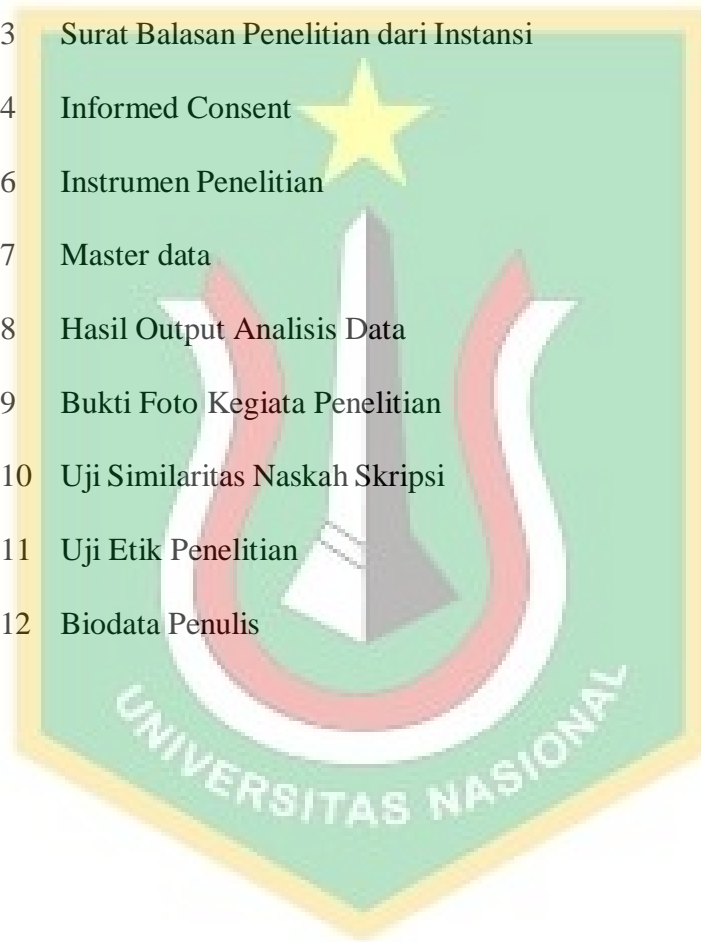 3 Surat Balasan Penelitian dari Instansi
4 Informed Consent
6 Instrumen Penelitian
7 Master data
8 Hasil Output Analisis Data
9 Bukti Foto Kegiata Penelitian
10 Uji Similaritas Naskah Skripsi
11 Uji Etik Penelitian
12 Biodata Penulis
UNIVERSITAS NASIONAL